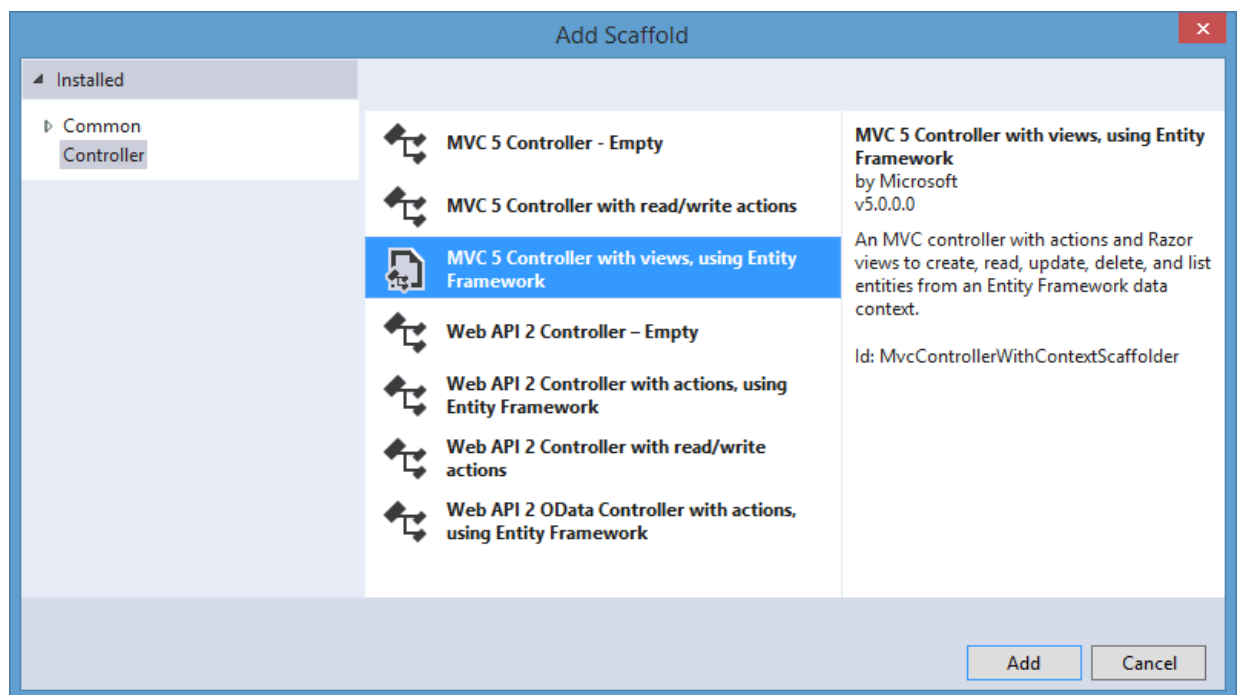 Add Scaffold
Installed
Common
Controller
MVC 5 Controller - Empty
MVC 5 Controller with read/write actions
MVC 5 Controller with views, using Entity
Framework
Web API 2 Controller – Empty
Web API 2 Controller with actions, using
Entity Framework
Web API 2 Controller with read/write
actions
Web API 2 OData Controller with actions,
using Entity Framework
MVC 5 Controller with views, using Entity
Framework
by Microsoft
v5.0.0.0
An MVC controller with actions and Razor
views to create, read, update, delete, and list
entities from an Entity Framework data
context.
Id: MvcControllerWithContextScaffolder
Add
Cancel